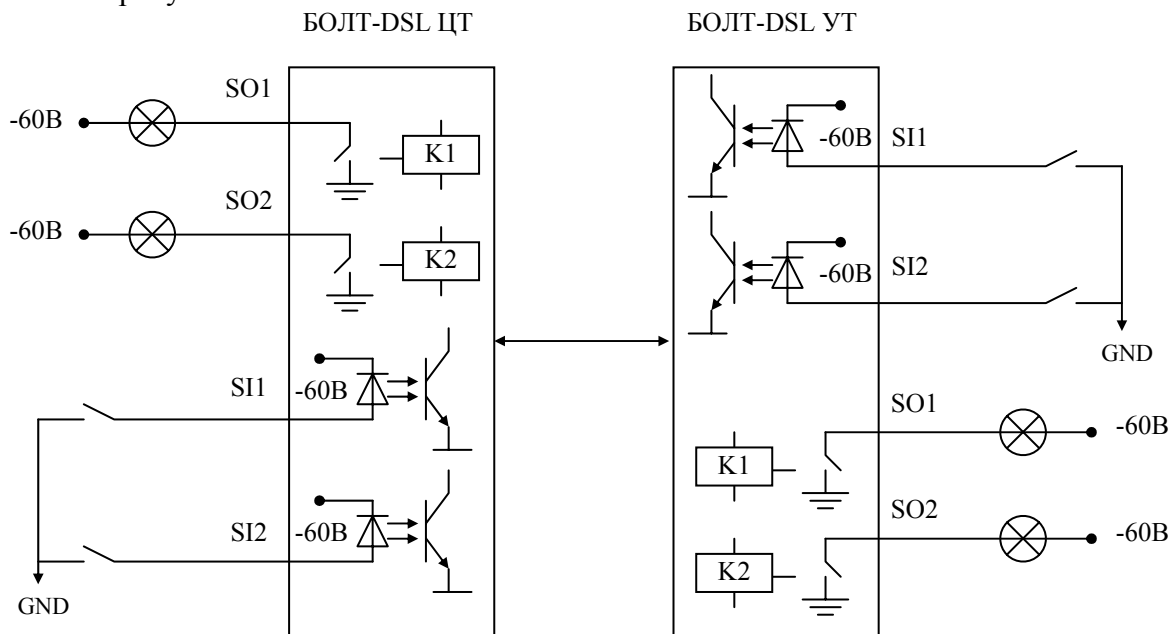 БОЛТ-DSL ЦТ
БОЛТ-DSL УТ
SO1
-60В
K1
SO2
-60В
K2
SI1
-60В
SI2
-60В
GND
-60В
SI1
-60В
SI2
GND
SO1
-60В
K1
SO2
-60В
K2